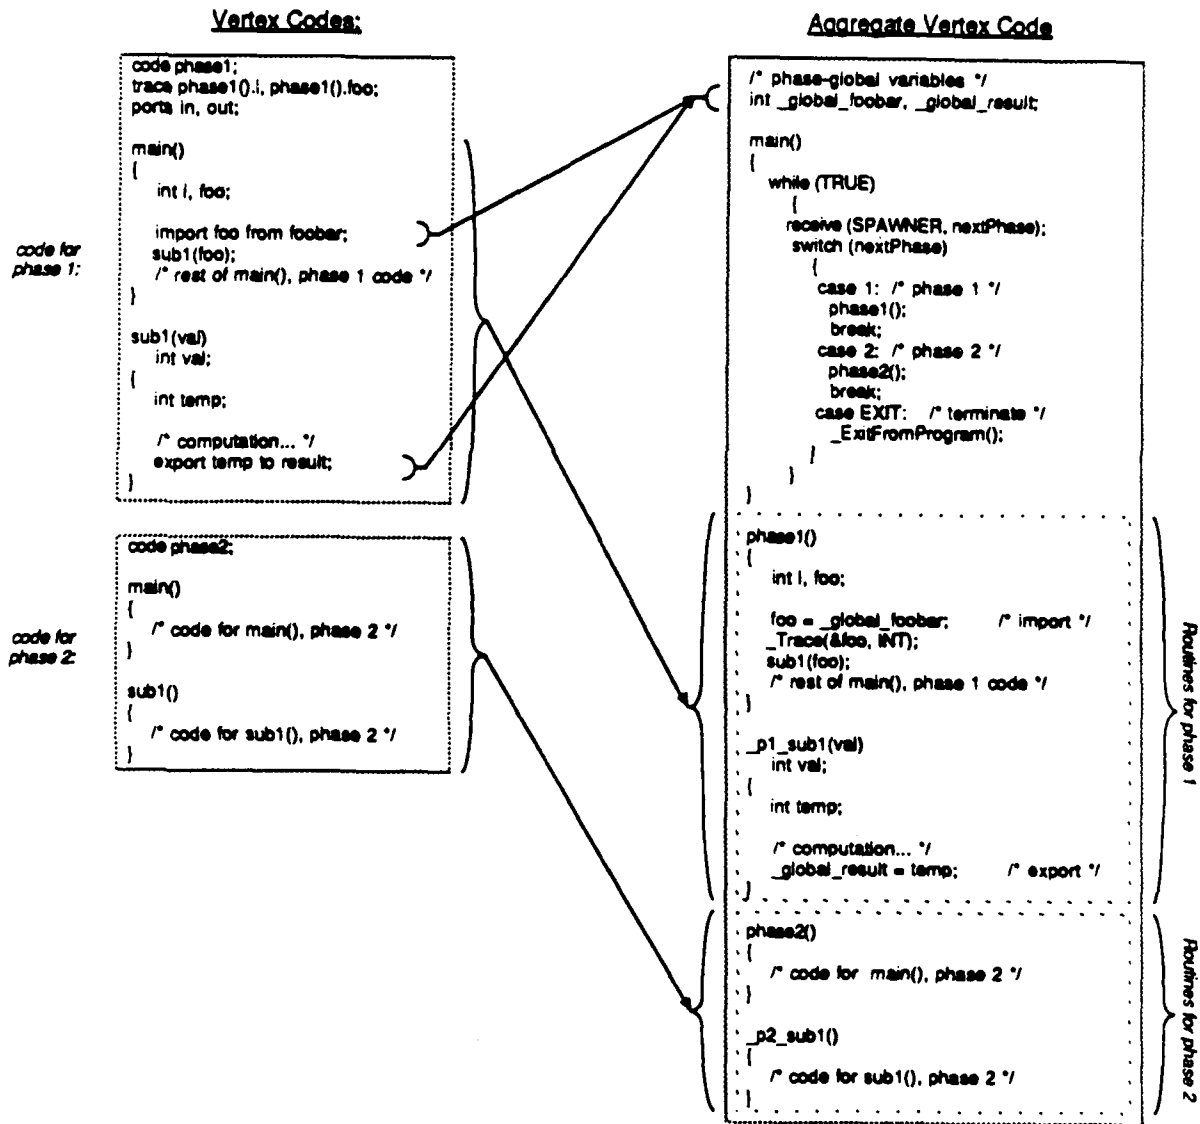 Vertex Codes:
code phase1;
trace phase1().i, phase1().foo;
ports in, out;
main()
{
int i, foo;
import foo from foobar;
sub1(foo);
/* rest of main(), phase 1 code */
}
sub1(val)
int val;
{
int temp;
/* computation... */
export temp to result;
}
code for
phase 1:
code phase2;
main()
{
/* code for main(), phase 2 */
}
sub1()
{
/* code for sub1(), phase 2 */
}
code for
phase 2:
Aggregate Vertex Code
/* phase-global variables */
int _global_foobar, _global_result;
main()
{
while (TRUE)
{
receive (SPAWNER, nextPhase);
switch (nextPhase)
{
case 1: /* phase 1 */
phase1();
break;
case 2: /* phase 2 */
phase2();
break;
case EXIT: /* terminate */
_ExitFromProgram();
}
}
}
phase1()
{
int i, foo;
foo = _global_foobar; /* import */
_Trace(&foo, INT);
sub1(foo);
/* rest of main(), phase 1 code */
}
_p1_sub1(val)
int val;
{
int temp;
/* computation... */
_global_result = temp; /* export */
}
Routines for phase 1
phase2()
{
/* code for main(), phase 2 */
}
_p2_sub1()
{
/* code for sub1(), phase 2 */
}
Routines for phase 2